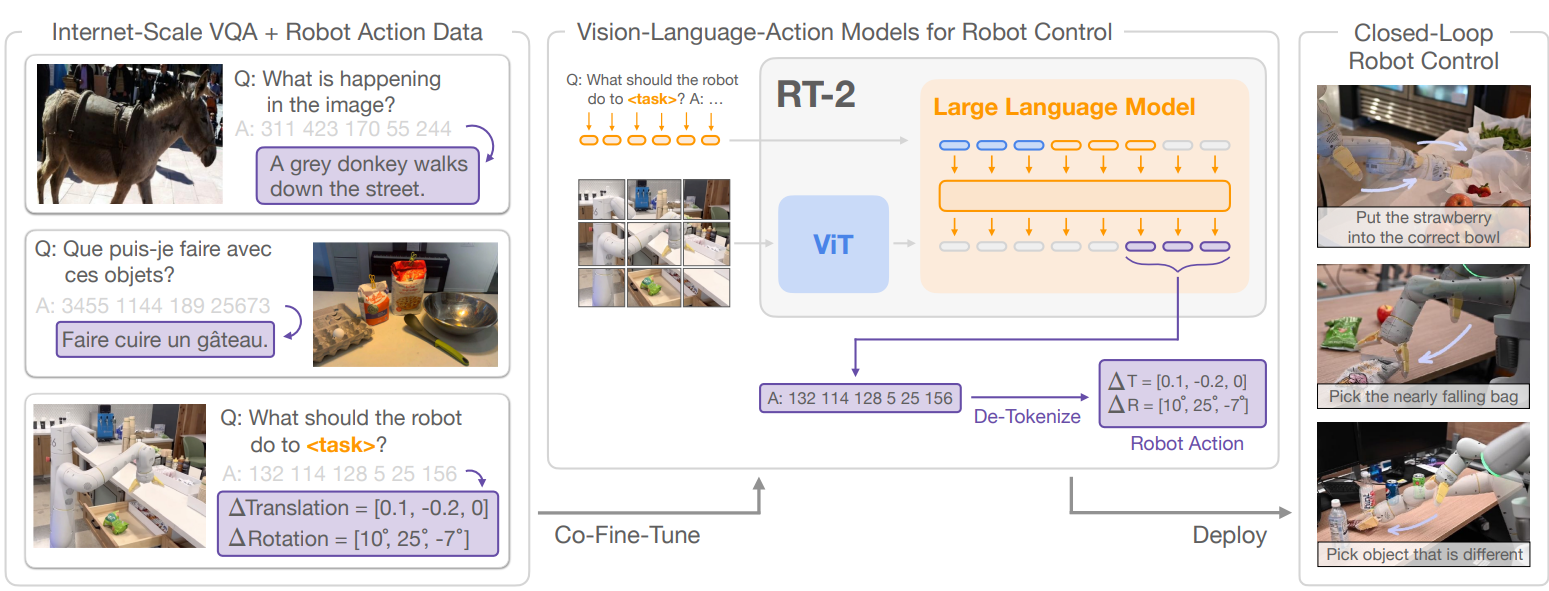 Internet-Scale VQA + Robot Action Data
Q: What is happening
in the image?
A: 311 423 170 55 244
A grey donkey walks
down the street.
Q: Que puis-je faire avec
ces objets?
A: 3455 1144 189 25673
Faire cuire un gâteau.
Q: What should the robot
do to <task>?
A: 132 114 128 5 25 156
ΔTranslation = [0.1, -0.2, 0]
ΔRotation = [10°, 25°, -7°]
Co-Fine-Tune
Vision-Language-Action Models for Robot Control
Q: What should the robot
do to <task>? A: …
RT-2
Large Language Model
ViT
A: 132 114 128 5 25 156
De-Tokenize
Δ T = [0.1, -0.2, 0]
Δ R = [10°, 25°, -7°]
Robot Action
Deploy
Closed-Loop
Robot Control
Put the strawberry
into the correct bowl
Pick the nearly falling bag
Pick object that is different